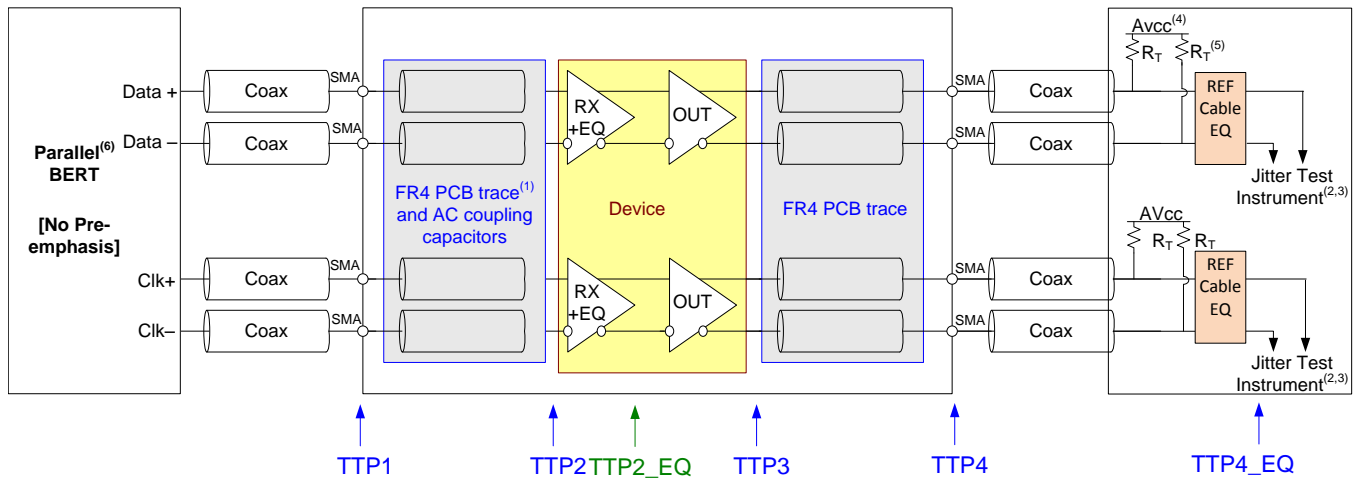 Parallel(6)
BERT
[No Pre-
emphasis]
Data +
Data –
Clk+
Clk–
Coax
Coax
Coax
Coax
SMA
SMA
SMA
SMA
FR4 PCB trace(1)
and AC coupling
capacitors
RX
+EQ
OUT
Device
RX
+EQ
OUT
FR4 PCB trace
SMA
SMA
SMA
SMA
Coax
Coax
Coax
Coax
Avcc(4)
RT
RT(5)
REF
Cable
EQ
Jitter Test
Instrument(2,3)
AVcc
RT
RT
REF
Cable
EQ
Jitter Test
Instrument(2,3)
TTP1
TTP2
TTP2_EQ
TTP3
TTP4
TTP4_EQ